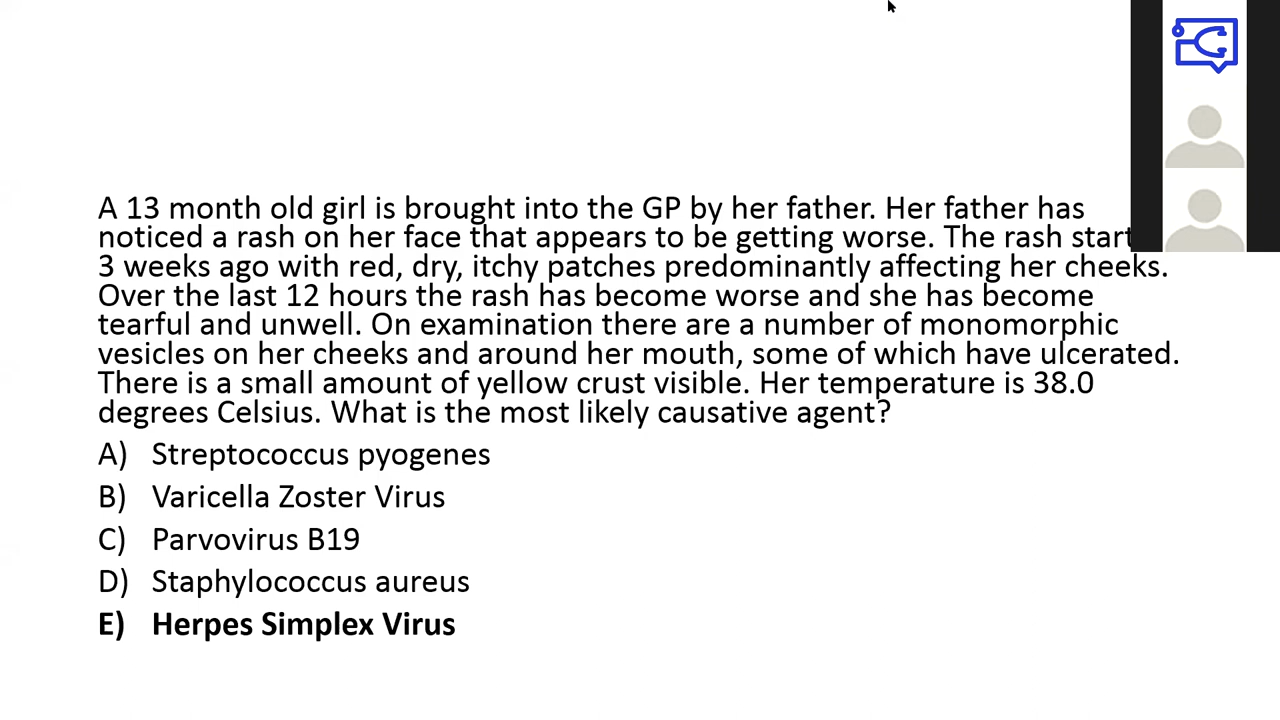 A 13 month old girl is brought into the GP by her father. Her father has
noticed a rash on her face that appears to be getting worse. The rash start
3 weeks ago with red, dry, itchy patches predominantly affecting her cheeks.
Over the last 12 hours the rash has become worse and she has become
tearful and unwell. On examination there are a number of monomorphic
vesicles on her cheeks and around her mouth, some of which have ulcerated.
There is a small amount of yellow crust visible. Her temperature is 38.0
degrees Celsius. What is the most likely causative agent?
A) Streptococcus pyogenes
B) Varicella Zoster Virus
C) Parvovirus B19
D) Staphylococcus aureus
E) Herpes Simplex Virus